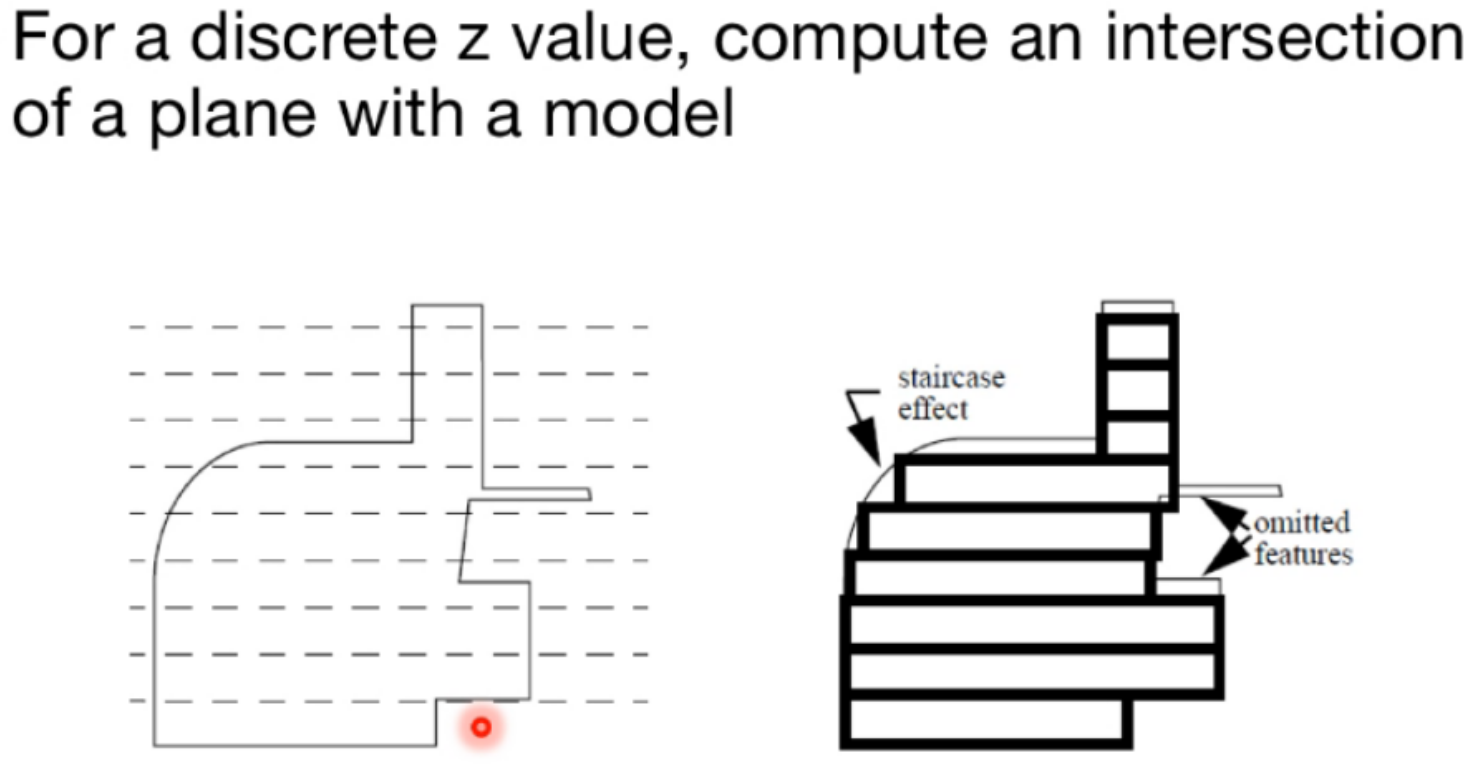 For a discrete z value, compute an intersection
of a plane with a model
staircase
effect
omitted
features